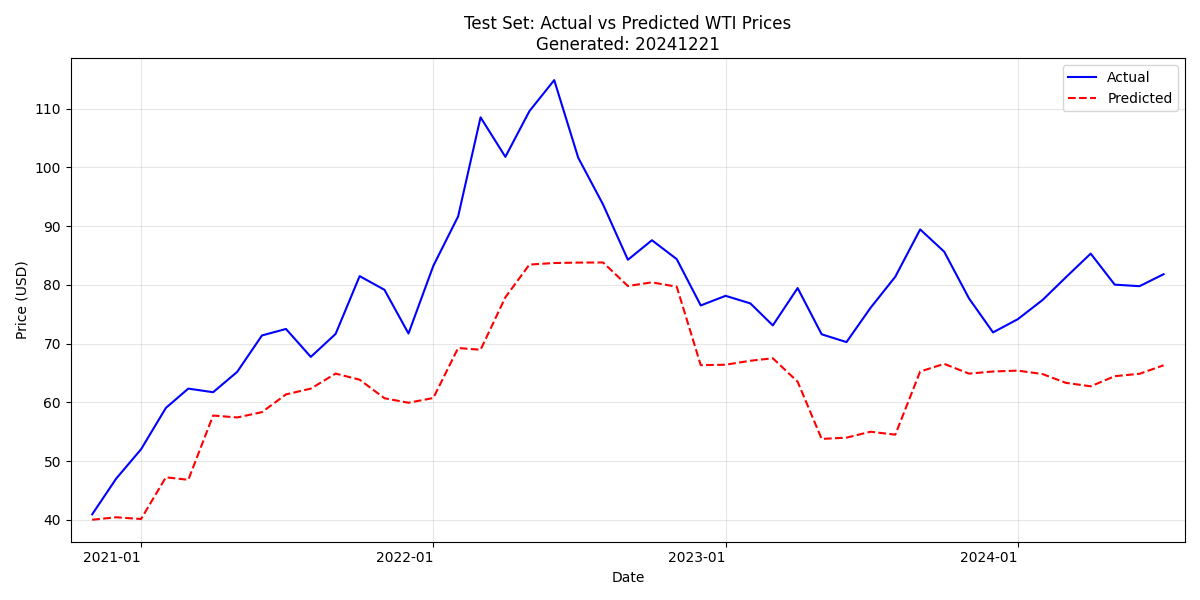 Test Set: Actual vs Predicted WTI Prices
Generated: 20241221
Actual
Predicted
Price (USD)
110
100
90
80
70
60
50
40
2021-01
2022-01
2023-01
2024-01
Date